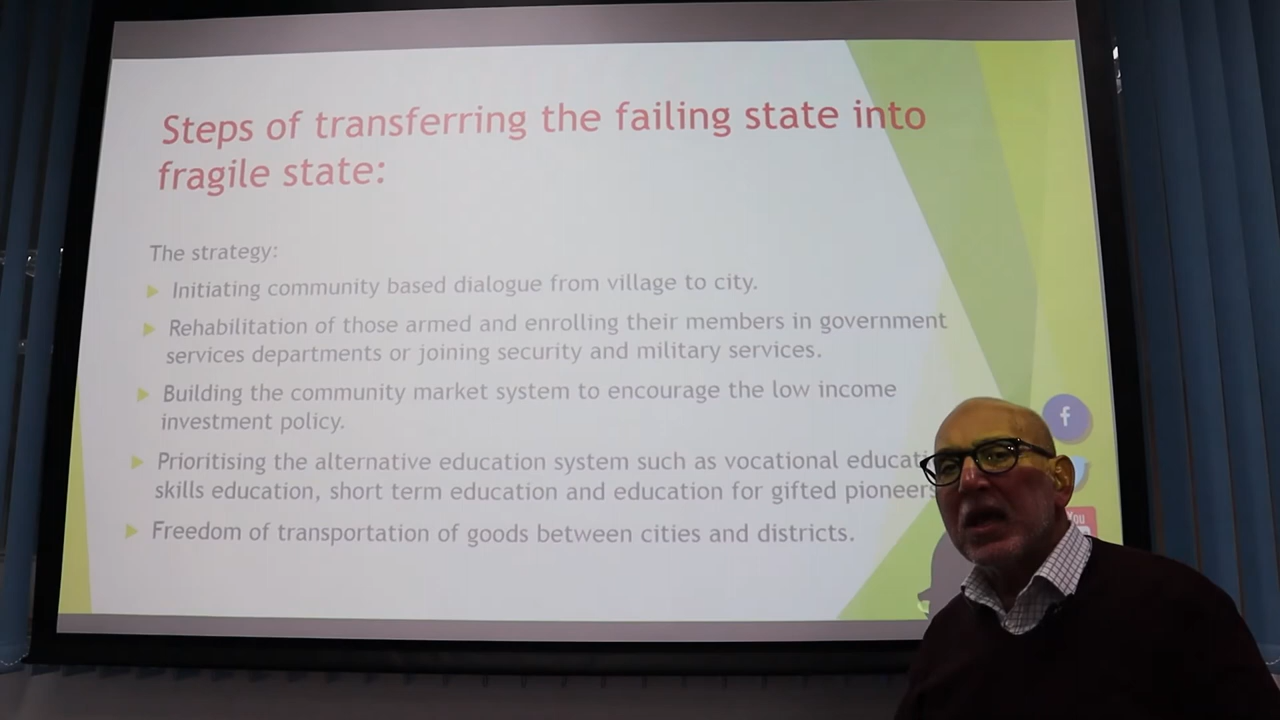 Steps of transferring the failing state into
fragile state:
The strategy:
Initiating community based dialogue from village to city.
Rehabilitation of those armed and enrolling their members in government
services departments or joining security and military services.
Building the community market system to encourage the low income
investment policy.
Prioritising the alternative education system such as vocational educati
skills education, short term education and education for gifted pioneers
Freedom of transportation of goods between cities and districts.
f
You